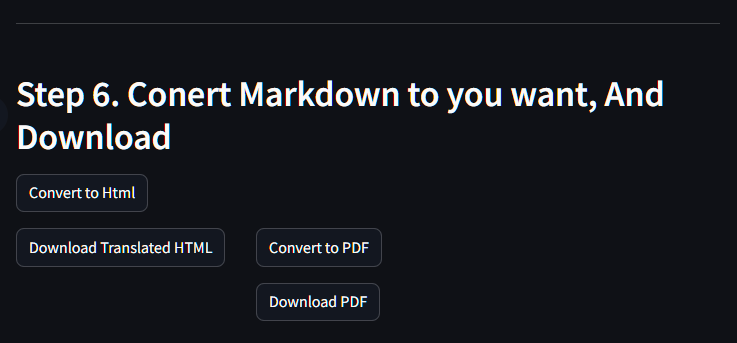 Step 6. Conert Markdown to you want, And
Download
Convert to Html
Download Translated HTML
Convert to PDF
Download PDF